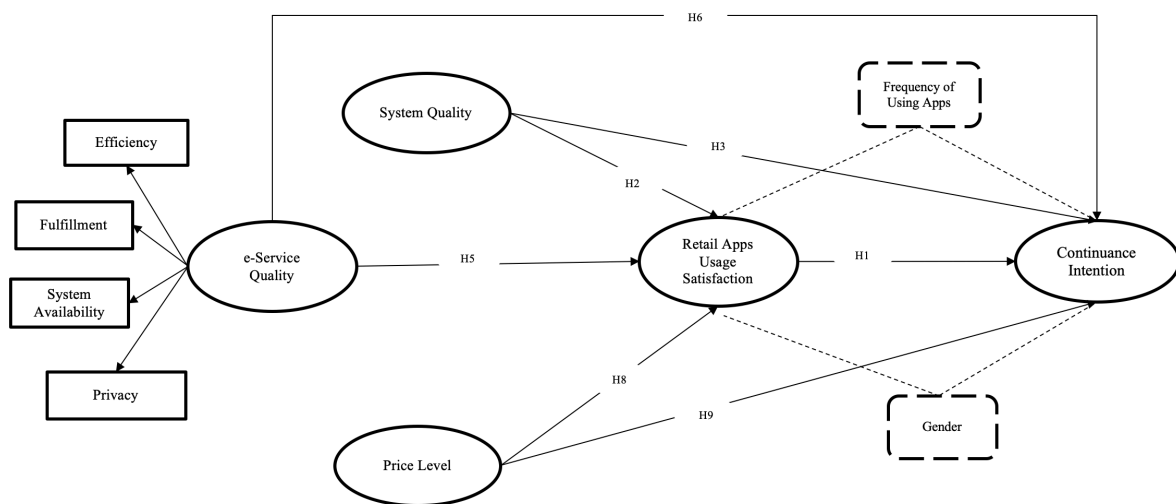 H6
System Quality
Frequency of
Using Apps
Efficiency
H3
H2
Fulfillment
e-Service
Quality
H5
Retail Apps
Usage
Satisfaction
H1
Continuance
Intention
System
Availability
Privacy
H8
H9
Gender
Price Level